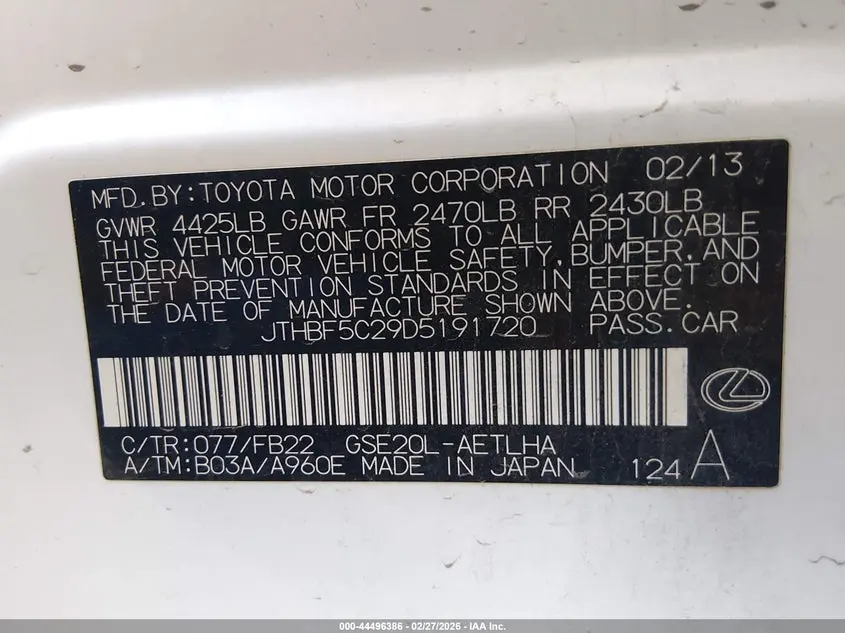 MFD.BY:TOYOTA MOTOR CORPORATION 02/13
GVWR 4425LB GAWR FR 2470LB RR 2430LB
THIS VEHICLE CONFORMS TO ALL APPLICABLE
FEDERAL MOTOR VEHICLE SAFETY,BUMPER,AND
THEFT PREVENTION STANDARDS IN EFFECT ON
THE DATE OF MANUFACTURE SHOWN ABOVE.
JTHBF5C29D5191720 PASS.CAR
C/TR:077/FB22 GSE20L-AETLHA
A/TM:B03A/A960E MADE IN JAPAN 124 A
000-44496386 - 02/27/2026 - IAA Inc.